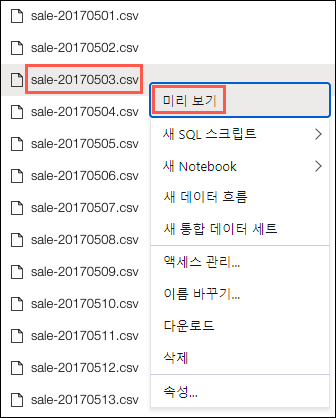 sale-20170501.csv
sale-20170502.csv
sale-20170503.csv
sale-20170504.csv
sale-20170505.csv
sale-20170506.csv
sale-20170507.csv
sale-20170508.csv
sale-20170509.csv
sale-20170510.csv
sale-20170511.csv
sale-20170512.csv
sale-20170513.csv
미리 보기
새 SQL 스크립트
새 Notebook
새 데이터 흐름
새 통합 데이터 세트
액세스 관리...
이름 바꾸기...
다운로드
삭제
속성...